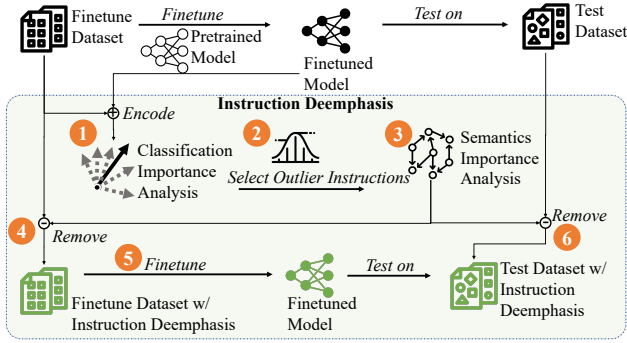 Finetune
Dataset
Finetune
Pretrained
Model
Finetuned
Model
Test on
Test
Dataset
Instruction Deemphasis
Encode
1
Classification
Importance
Analysis
2
Select Outlier Instructions
3
Semantics
Importance
Analysis
4
Remove
Remove
6
5
Finetune
Test on
Finetune Dataset w/
Instruction Deemphasis
Finetuned
Model
Test Dataset w/
Instruction
Deemphasis